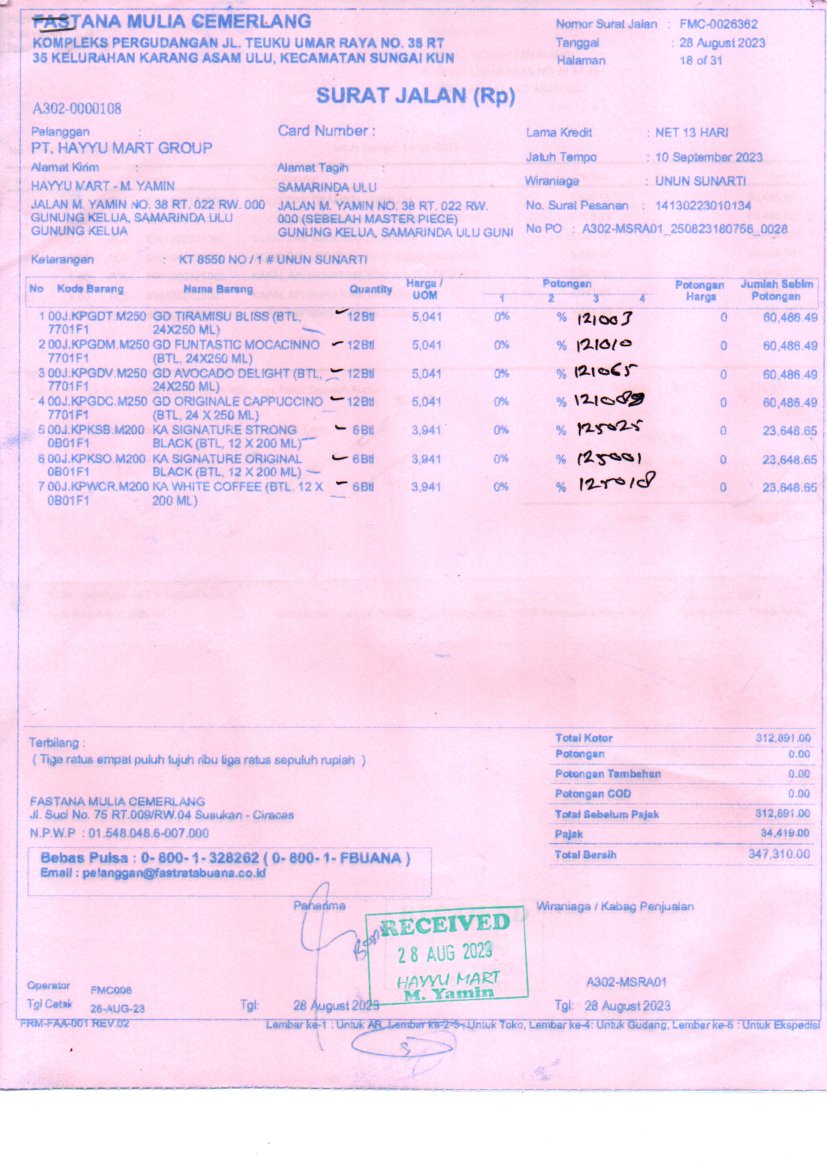 FASTANA MULIA CEMERLANG
KOMPLEKS PERGUDANGAN JL. TEUKU UMAR RAYA NO. 38 RT
35 KELURAHAN KARANG ASAM ULU, KECAMATAN SUNGAI KUN
Nomor Surat Jalan : FMC-0026362
Tanggal : 28 August 2023
Halaman 18 of 31
SURAT JALAN (Rp)
A302-0000108
Pelanggan :
PT. HAYYU MART GROUP
Alamat Kirim :
HAYYU MART - M. YAMIN
JALAN M. YAMIN NO. 38 RT. 022 RW. 000
GUNUNG KELUA, SAMARINDA ULU
GUNUNG KELUA
Card Number :
Alamat Tagih :
SAMARINDA ULU
JALAN M. YAMIN NO. 38 RT. 022 RW.
000 (SEBELAH MASTER PIECE)
GUNUNG KELUA, SAMARINDA ULU GUNI
Lama Kredit : NET 13 HARI
Jatuh Tempo : 10 September 2023
Wiraniaga : UNUN SUNARTI
No. Surat Pesanan : 14130223010134
No PO : A302-MSRA01_250823180756_0028
Keterangan : KT 8550 NO / 1 # UNUN SUNARTI
No Kode Barang Nama Barang Quantity Harga / UOM Potongan 1 2 3 4 Potongan Harga Jumlah Seblm Potongan
1 00J.KPGDT.M250 GD TIRAMISU BLISS (BTL, 12Btl 5,041 0% % 121003 0 60,486.49
7701F1 24X250 ML)
2 00J.KPGDM.M250 GD FUNTASTIC MOCACINNO 12Btl 5,041 0% % 121010 0 60,486.49
7701F1 (BTL, 24X250 ML)
3 00J.KPGDV.M250 GD AVOCADO DELIGHT (BTL, 12Btl 5,041 0% % 121065 0 60,486.49
7701F1 24X250 ML)
4 00J.KPGDC.M250 GD ORIGINALE CAPPUCCINO 12Btl 5,041 0% % 0 60,486.49
7701F1 (BTL, 24 X 250 ML)
5 00J.KPKSB.M200 KA SIGNATURE STRONG 6Btl 3,941 0% % 125025 0 23,648.65
0B01F1 BLACK (BTL, 12 X 200 ML)
6 00J.KPKSO.M200 KA SIGNATURE ORIGINAL 6Btl 3,941 0% % 125001 0 23,648.65
0B01F1 BLACK (BTL, 12 X 200 ML)
7 00J.KPWCR.M200 KA WHITE COFFEE (BTL, 12 X 6Btl 3,941 0% % 125018 0 23,648.65
0B01F1 200 ML)
Terbilang :
( Tiga ratus empat puluh tujuh ribu tiga ratus sepuluh rupiah )
Total Kotor 312,891.00
Potongan 0.00
Potongan Tambahan 0.00
Potongan COD 0.00
Total Sebelum Pajak 312,891.00
Pajak 34,419.00
Total Bersih 347,310.00
FASTANA MULIA CEMERLANG
Jl. Suci No. 75 RT.009/RW.04 Susukan - Ciracas
N.P.W.P : 01.548.048.6-007.000
Bebas Pulsa : 0- 800- 1- 328262 ( 0- 800- 1- FBUANA )
Email : pelanggan@fastratabuana.co.id
Penerima
Wiraniaga / Kabag Penjualan
RECEIVED
28 AUG 2023
HAYYU MART
M. Yamin
Operator FMC008
A302-MSRA01
Tgl Cetak 26-AUG-23
Tgl: 28 August 2023
Tgl: 28 August 2023
FRM-FAA-001 REV.02
Lembar ke-1 : Untuk AR, Lembar ke-2-3 : Untuk Toko, Lembar ke-4: Untuk Gudang, Lembar ke-5 : Untuk Ekspedisi